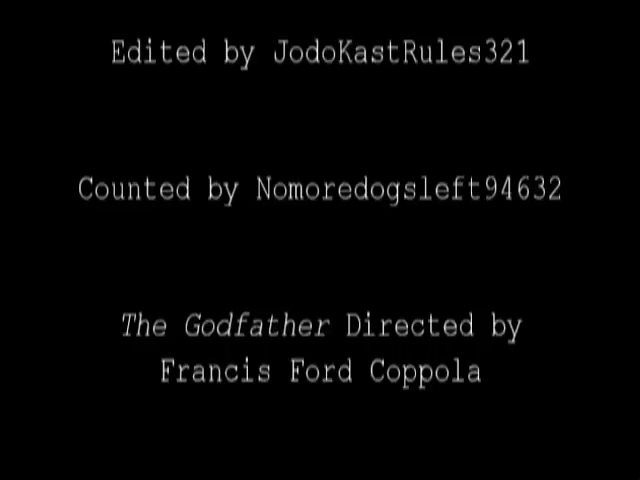 Edited by JodoKastRules321
Counted by Nomoredogsleft94632
The Godfather Directed by
Francis Ford Coppola